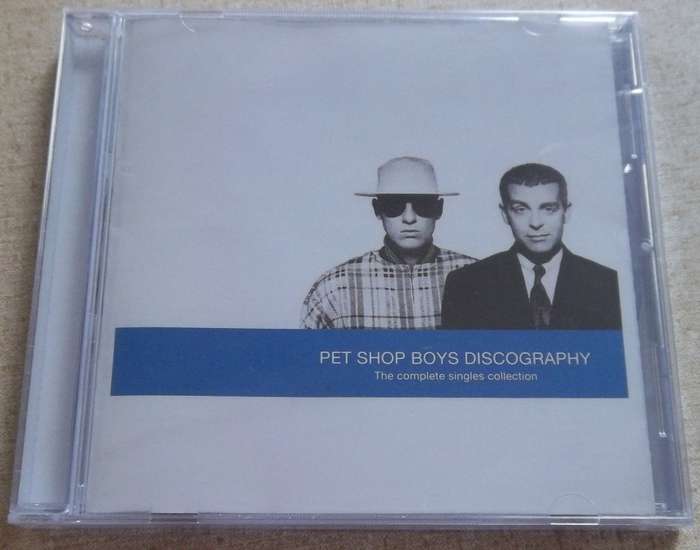 PET SHOP BOYS DISCOGRAPHY
The complete singles collection